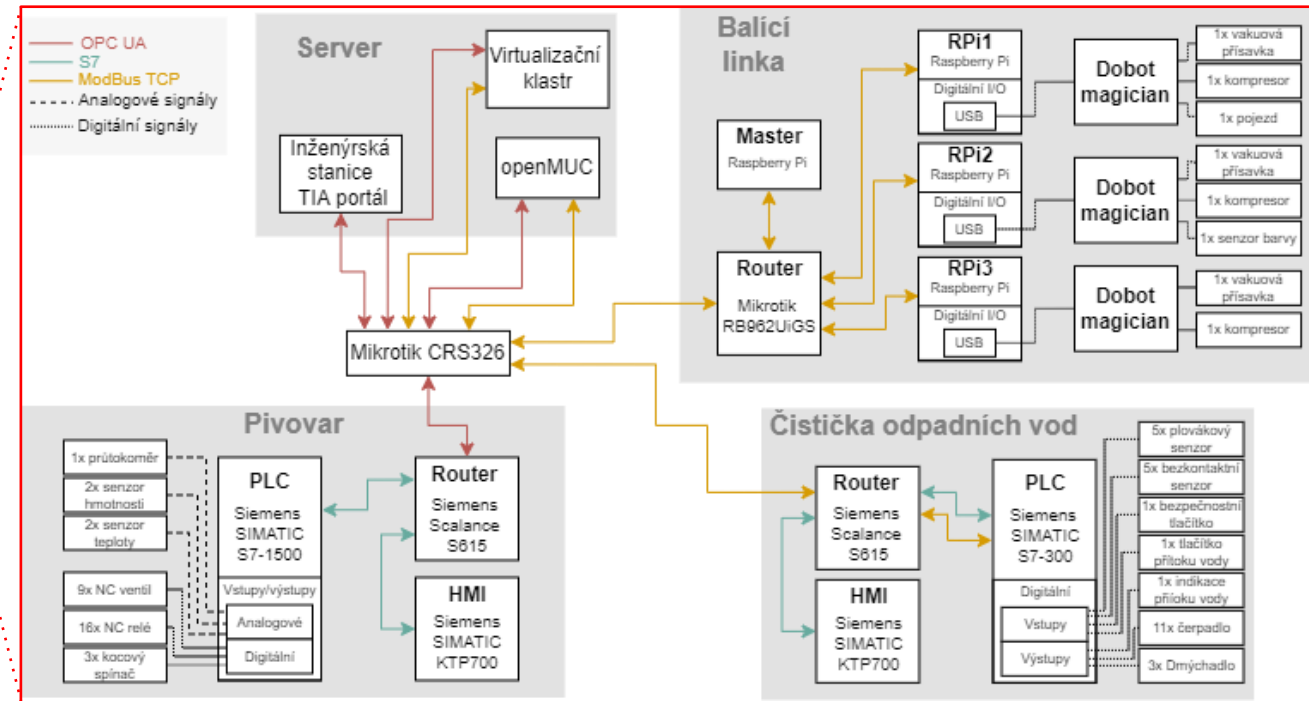 OPC UA
S7
ModBus TCP
Analogové signály
Digitální signály
Server
Virtualizační
klastr
Inženýrská
stanice
TIA portál
openMUC
Mikrotik CRS326
Balící
linka
Master
Raspberry Pi
Router
Mikrotik
RB962UiGS
RPi1
Raspberry Pi
Digitální I/O
USB
Dobot
magician
1x vakuová
přísavka
1x kompresor
1x pojezd
RPi2
Raspberry Pi
Digitální I/O
USB
Dobot
magician
1x vakuová
přísavka
1x kompresor
1x senzor barvy
RPi3
Raspberry Pi
Digitální I/O
USB
Dobot
magician
1x vakuová
přísavka
1x kompresor
Pivovar
1x průtokoměr
2x senzor
hmotnosti
2x senzor
teploty
9x NC ventil
16x NC relé
3x kocový
spínač
PLC
Siemens
SIMATIC
S7-1500
Vstupy/výstupy
Analogové
Digitální
Router
Siemens
Scalance
S615
HMI
Siemens
SIMATIC
KTP700
Čistička odpadních vod
Router
Siemens
Scalance
S615
HMI
Siemens
SIMATIC
KTP700
PLC
Siemens
SIMATIC
S7-300
Digitální
Vstupy
Výstupy
5x plovákový
senzor
5x bezkontaktní
senzor
1x bezpečnostní
tlačítko
1x tlačítko
přítoku vody
1x indikace
příioku vody
11x čerpadlo
3x Dmýchadlo